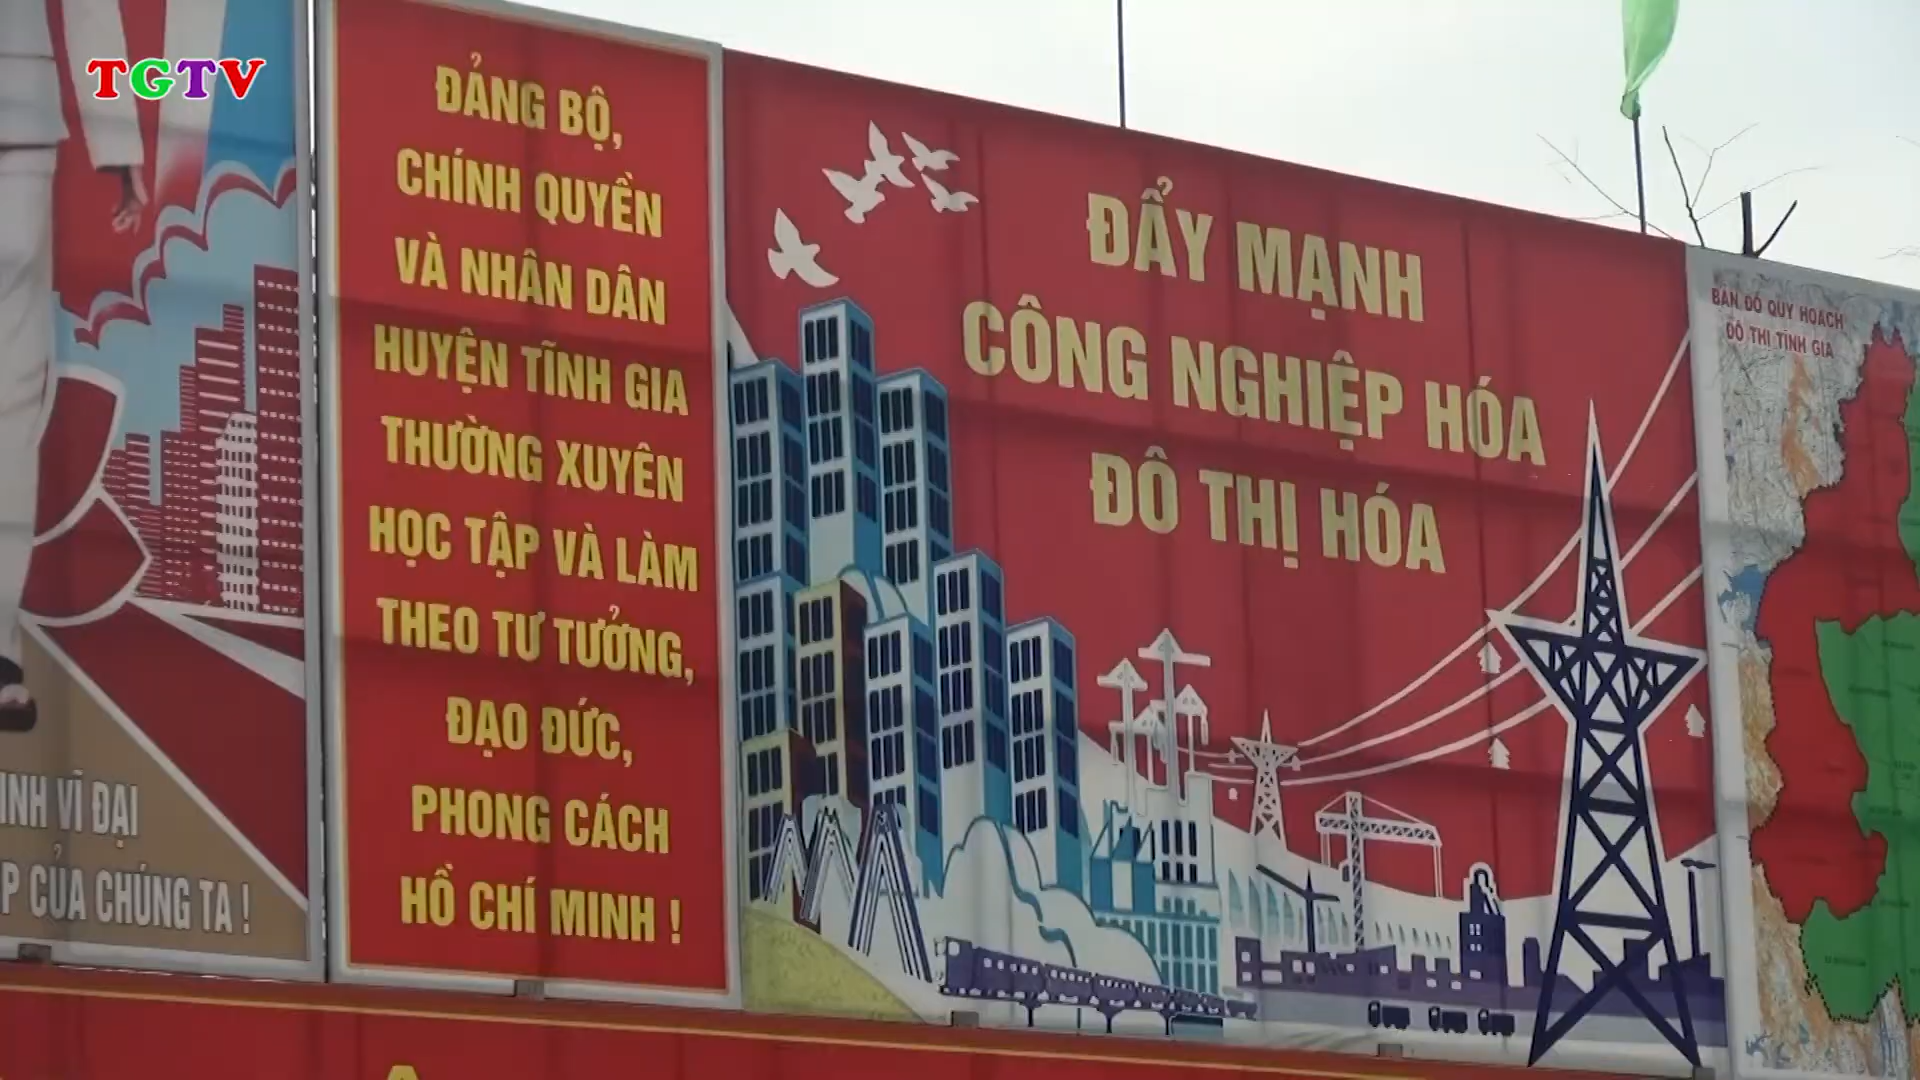 TGTV
VĨ ĐẠI
CỦA CHÚNG TA !
ĐẢNG BỘ,
CHÍNH QUYỀN
VÀ NHÂN DÂN
HUYỆN TĨNH GIA
THƯỜNG XUYÊN
HỌC TẬP VÀ LÀM
THEO TƯ TƯỞNG,
ĐẠO ĐỨC,
PHONG CÁCH
HỒ CHÍ MINH !
ĐẨY MẠNH
CÔNG NGHIỆP HÓA
ĐÔ THỊ HÓA
BẢN ĐỒ QUY HOẠCH
ĐÔ THỊ TĨNH GIA